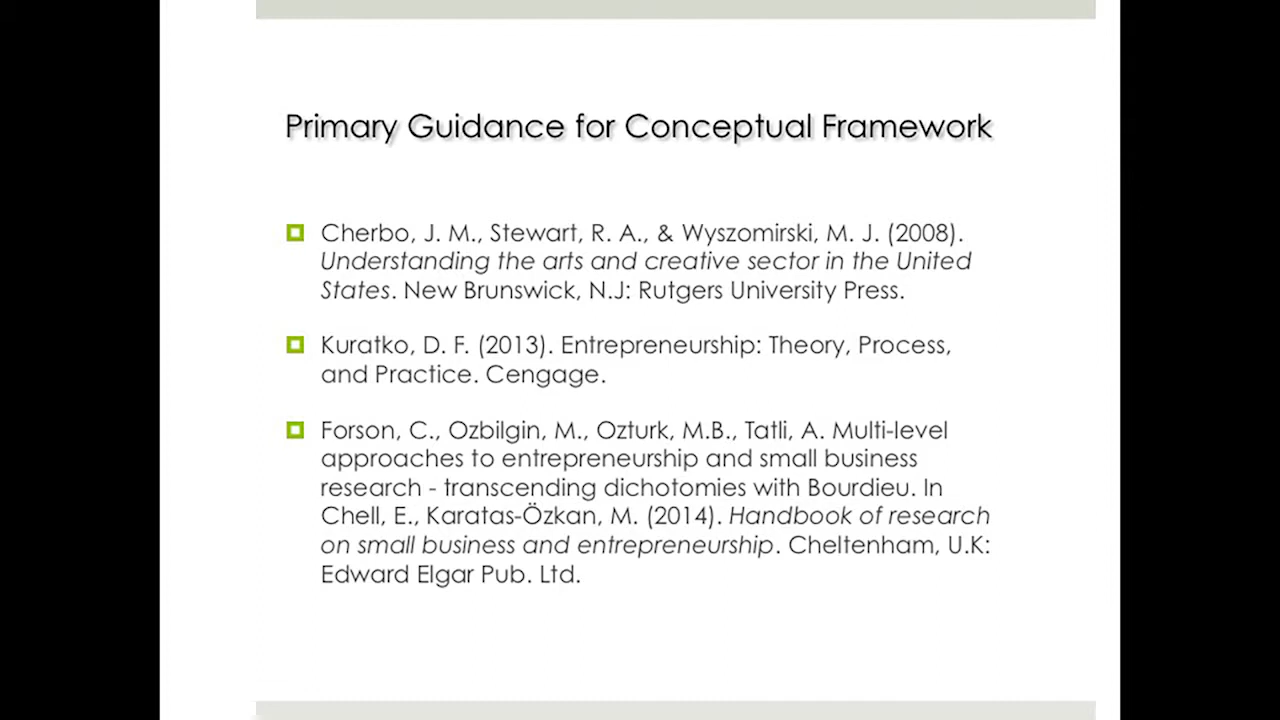 Primary Guidance for Conceptual Framework
Cherbo, J. M., Stewart, R. A., & Wyszomirski, M. J. (2008).
Understanding the arts and creative sector in the United
States. New Brunswick, N.J: Rutgers University Press.
Kuratko, D. F. (2013). Entrepreneurship: Theory, Process,
and Practice. Cengage.
Forson, C., Ozbilgin, M., Ozturk, M.B., Tatli, A. Multi-level
approaches to entrepreneurship and small business
research - transcending dichotomies with Bourdieu. In
Chell, E., Karatas-Özkan, M. (2014). Handbook of research
on small business and entrepreneurship. Cheltenham, U.K:
Edward Elgar Pub. Ltd.